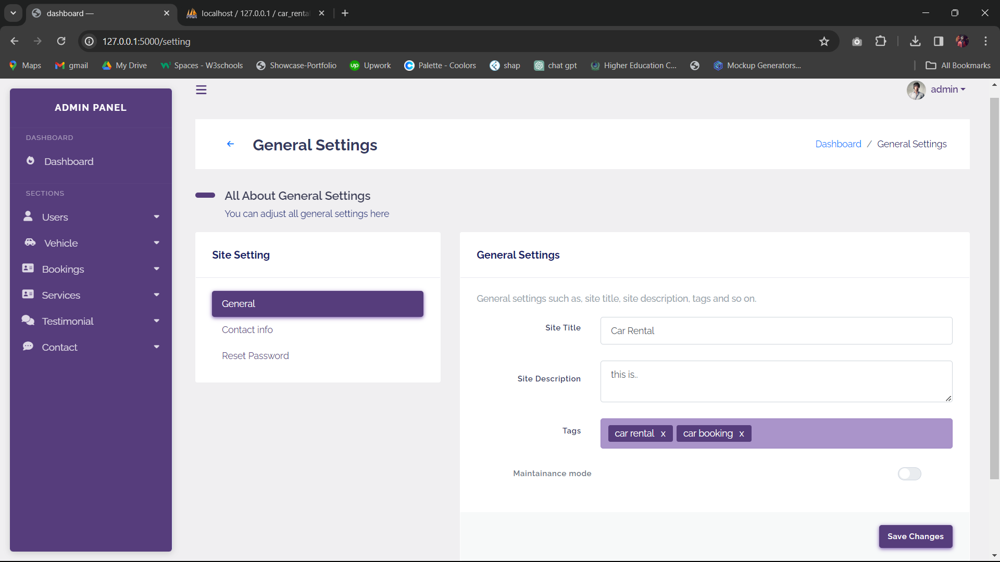 dashboard —
localhost / 127.0.0.1 / car_renta
127.0.0.1:5000/setting
Maps
gmail
My Drive
Spaces - W3schools
Showcase-Portfolio
Upwork
Palette - Coolors
shap
chat gpt
Higher Education C...
Mockup Generators...
All Bookmarks
ADMIN PANEL
DASHBOARD
Dashboard
SECTIONS
Users
Vehicle
Bookings
Services
Testimonial
Contact
admin
General Settings
Dashboard / General Settings
All About General Settings
You can adjust all general settings here
Site Setting
General
Contact info
Reset Password
General Settings
General settings such as, site title, site description, tags and so on.
Site Title
Car Rental
Site Description
this is..
Tags
car rental x
car booking x
Maintainance mode
Save Changes